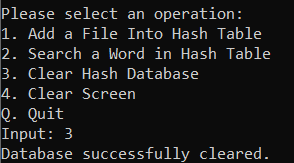 Please select an operation:
1. Add a File Into Hash Table
2. Search a Word in Hash Table
3. Clear Hash Database
4. Clear Screen
Q. Quit
Input: 3
Database successfully cleared.